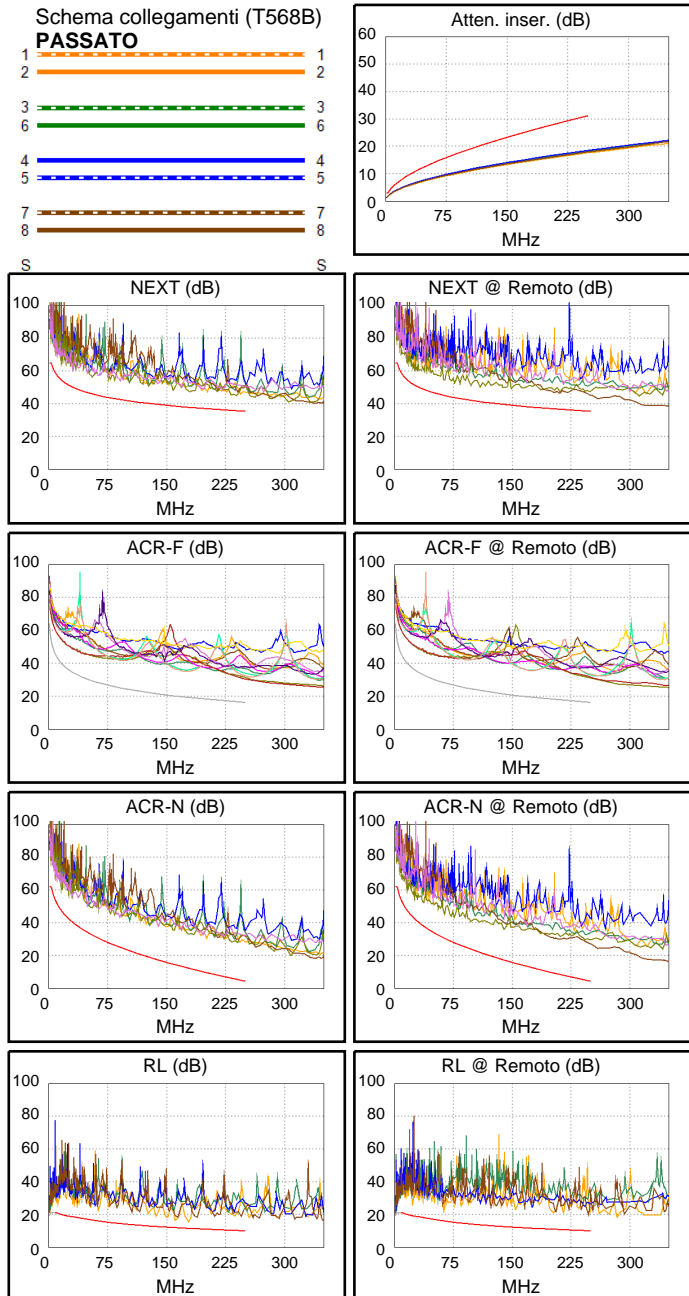 Schema collegamenti (T568B)
PASSATO
1 1
2 2
3 3
6 6
4 4
5 5
7 7
8 8
S S
Atten. inser. (dB)
60
50
40
30
20
10
0
0 75 150 225 300
MHz
NEXT (dB)
100
80
60
40
20
0
0 75 150 225 300
MHz
NEXT @ Remoto (dB)
100
80
60
40
20
0
0 75 150 225 300
MHz
ACR-F (dB)
100
80
60
40
20
0
0 75 150 225 300
MHz
ACR-F @ Remoto (dB)
100
80
60
40
20
0
0 75 150 225 300
MHz
ACR-N (dB)
100
80
60
40
20
0
0 75 150 225 300
MHz
ACR-N @ Remoto (dB)
100
80
60
40
20
0
0 75 150 225 300
MHz
RL (dB)
100
80
60
40
20
0
0 75 150 225 300
MHz
RL @ Remoto (dB)
100
80
60
40
20
0
0 75 150 225 300
MHz